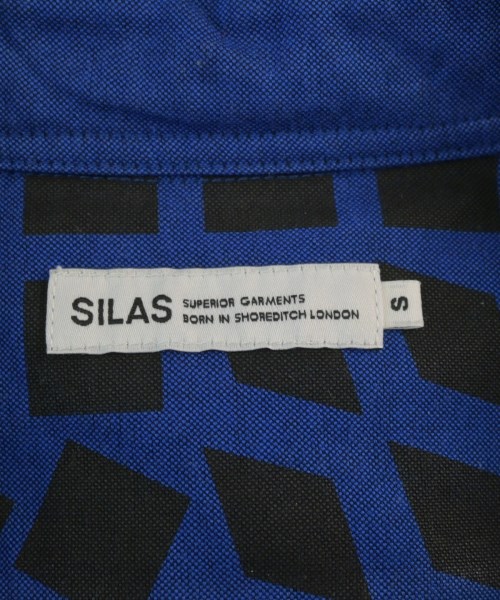 SILAS
SUPERIOR GARMENTS
BORN IN SHOREDITCH LONDON
S